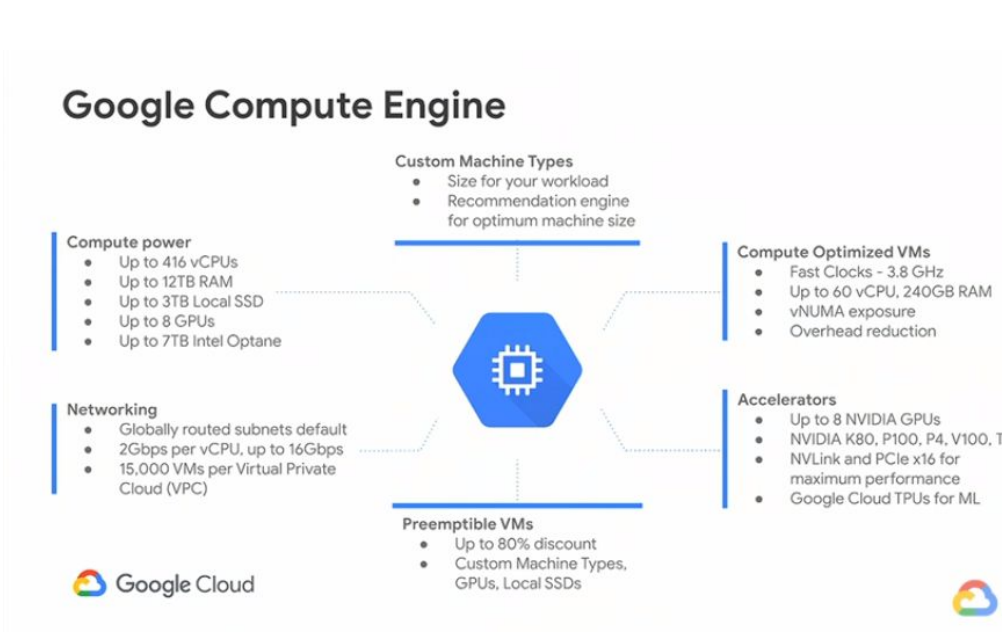 Google Compute Engine
Custom Machine Types
● Size for your workload
● Recommendation engine
for optimum machine size
Compute power
● Up to 416 vCPUs
● Up to 12TB RAM
● Up to 3TB Local SSD
● Up to 8 GPUs
● Up to 7TB Intel Optane
Compute Optimized VMs
● Fast Clocks - 3.8 GHz
● Up to 60 vCPU, 240GB RAM
● vNUMA exposure
● Overhead reduction
Networking
● Globally routed subnets default
● 2Gbps per vCPU, up to 16Gbps
● 15,000 VMs per Virtual Private
Cloud (VPC)
Accelerators
● Up to 8 NVIDIA GPUs
● NVIDIA K80, P100, P4, V100,
● NVLink and PCIe x16 for
maximum performance
● Google Cloud TPUs for ML
Preemptible VMs
● Up to 80% discount
● Custom Machine Types,
GPUs, Local SSDs
Google Cloud